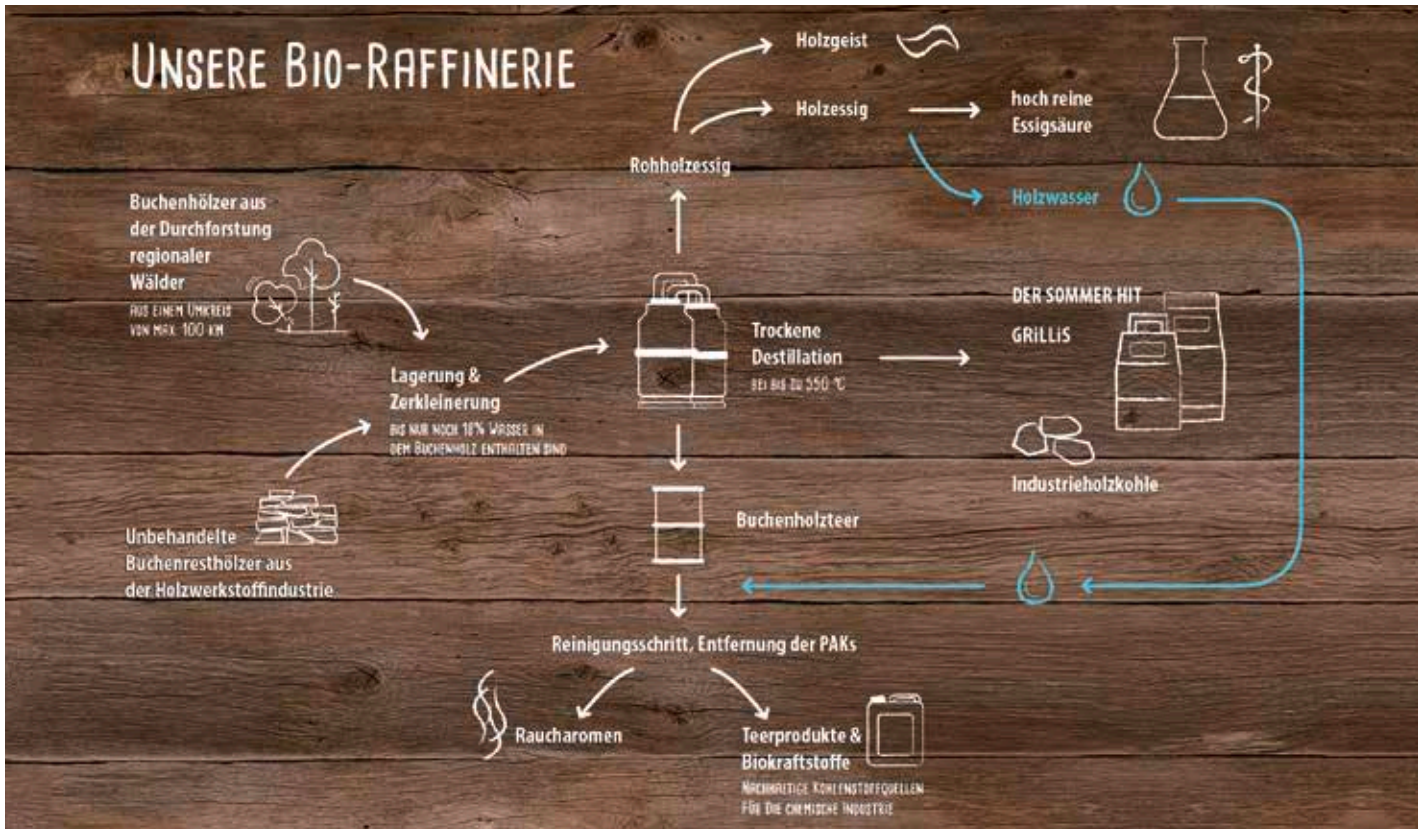 UNSERE BIO-RAFFINERIE
Holzgeist
Holzessig
hoch reine
Essigsäure
Rohholzessig
Holzwasser
Buchenhölzer aus
der Durchforstung
regionaler
Wälder
AUS EINEM UMKREIS
VON MAX. 100 KM
DER SOMMER HIT
GRiLLiS
Trockene
Destillation
BEI BIS ZU 550 °C
Lagerung &
Zerkleinerung
BIS NUR NOCH 18% WASSER IN
DEM BUCHENHOLZ ENTHALTEN SIND
Industrieholzkohle
Buchenholzteer
Unbehandelte
Buchenresthölzer aus
der Holzwerkstoffindustrie
Reinigungsschritt, Entfernung der PAKs
Raucharomen
Teerprodukte &
Biokraftstoffe
NACHHALTIGE KOHLENSTOFFQUELLEN
FÜR DIE CHEMISCHE INDUSTRIE